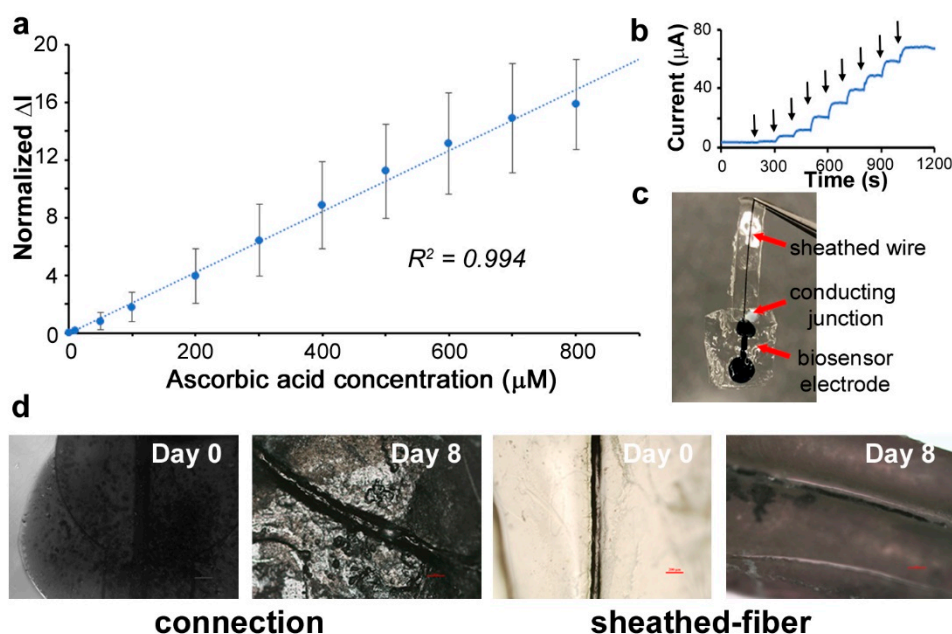 a
20
16
12
8
4
0
0
200
400
600
800
Normalized ΔI
Ascorbic acid concentration (μM)
R² = 0.994
b
80
40
0
0
300
600
900
1200
Current (μA)
Time (s)
c
sheathed wire
conducting
junction
biosensor
electrode
d
Day 0
Day 8
Day 0
Day 8
connection
sheathed-fiber